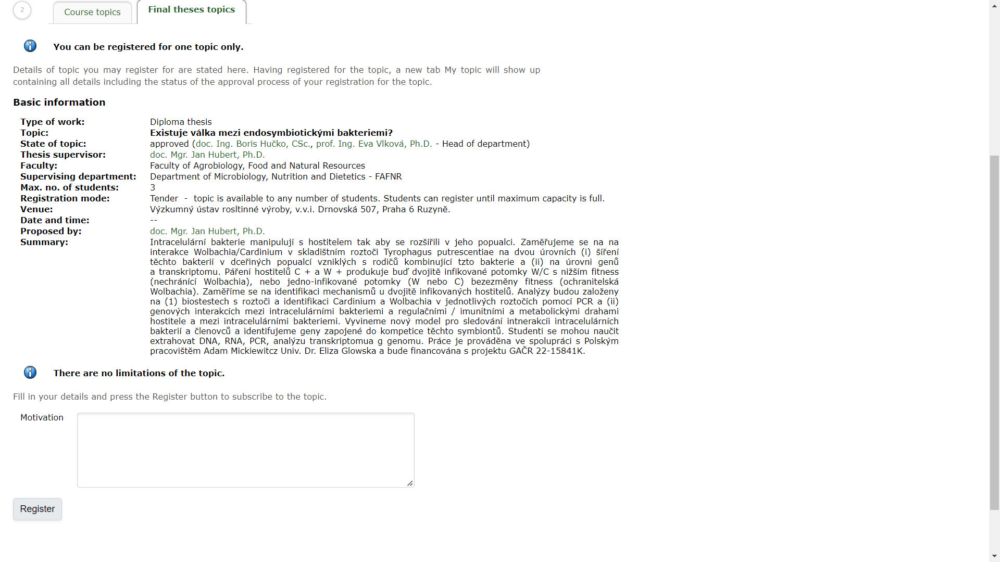 2
Course topics
Final theses topics
You can be registered for one topic only.
Details of topic you may register for are stated here. Having registered for the topic, a new tab My topic will show up
containing all details including the status of the approval process of your registration for the topic.
Basic information
Type of work: Diploma thesis
Topic: Existuje válka mezi endosymbiotickými bakteriemi?
State of topic: approved (doc. Ing. Boris Hučko, CSc., prof. Ing. Eva Vlková, Ph.D. - Head of department)
Thesis supervisor: doc. Mgr. Jan Hubert, Ph.D.
Faculty: Faculty of Agrobiology, Food and Natural Resources
Supervising department: Department of Microbiology, Nutrition and Dietetics - FAFNR
Max. no. of students: 3
Registration mode: Tender - topic is available to any number of students. Students can register until maximum capacity is full.
Venue: Výzkumný ústav rosltinné výroby, v.v.i. Drnovská 507, Praha 6 Ruzyně.
Date and time: --
Proposed by: doc. Mgr. Jan Hubert, Ph.D.
Summary: Intracelulární bakterie manipulují s hostitelem tak aby se rozšířili v jeho popualci. Zaměřujeme se na na
interakce Wolbachia/Cardinium v skladištním roztoči Tyrophagus putrescentiae na dvou úrovních (i) šíření
těchto bakterií v dceřiných popualcí vzniklých s rodičů kombinující tzto bakterie a (ii) na úrovni genů
a transkriptomu. Páření hostitelů C + a W + produkuje buď dvojitě infikované potomky W/C s nižším fitness
(nechránící Wolbachia), nebo jedno-infikované potomky (W nebo C) bezezměny fitness (ochranitelská
Wolbachia). Zaměříme se na identifikaci mechanismů u dvojitě infikovaných hostitelů. Analýzy budou založeny
na (1) biostestech s roztoči a identifikaci Cardinium a Wolbachia v jednotlivých roztočích pomocí PCR a (ii)
genových interakcích mezi intracelulárními bakteriemi a regulačními / imunitními a metabolickými drahami
hostitele a mezi intracelulárními bakteriemi. Vyvineme nový model pro sledování intnerakcíi intracelulárních
bakterií a členovců a identifujeme geny zapojené do kompetice těchto symbiontů. Studenti se mohou naučit
extrahovat DNA, RNA, PCR, analýzu transkriptomua g genomu. Práce je prováděna ve spolupráci s Polským
pracovištěm Adam Mickiewitcz Univ. Dr. Eliza Glowska a bude financována s projektu GAČR 22-15841K.
There are no limitations of the topic.
Fill in your details and press the Register button to subscribe to the topic.
Motivation
Register